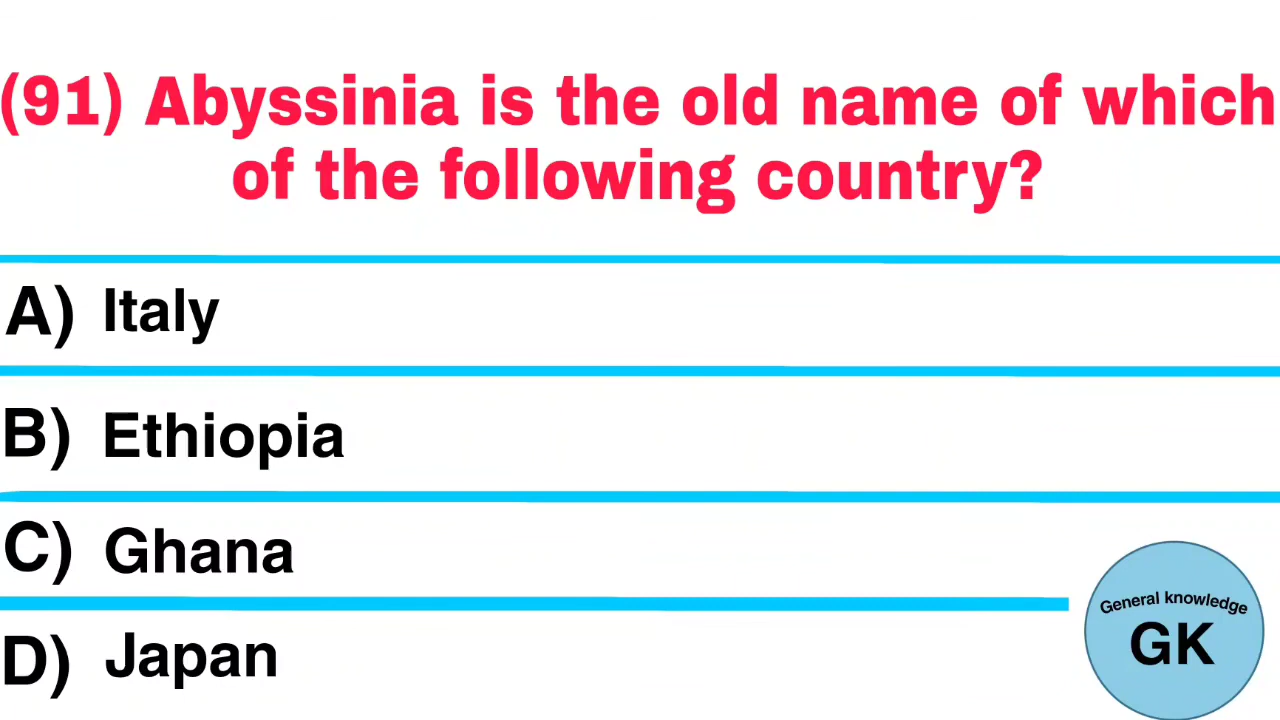 (91) Abyssinia is the old name of which
of the following country?
A) Italy
B) Ethiopia
C) Ghana
D) Japan
General knowledge
GK